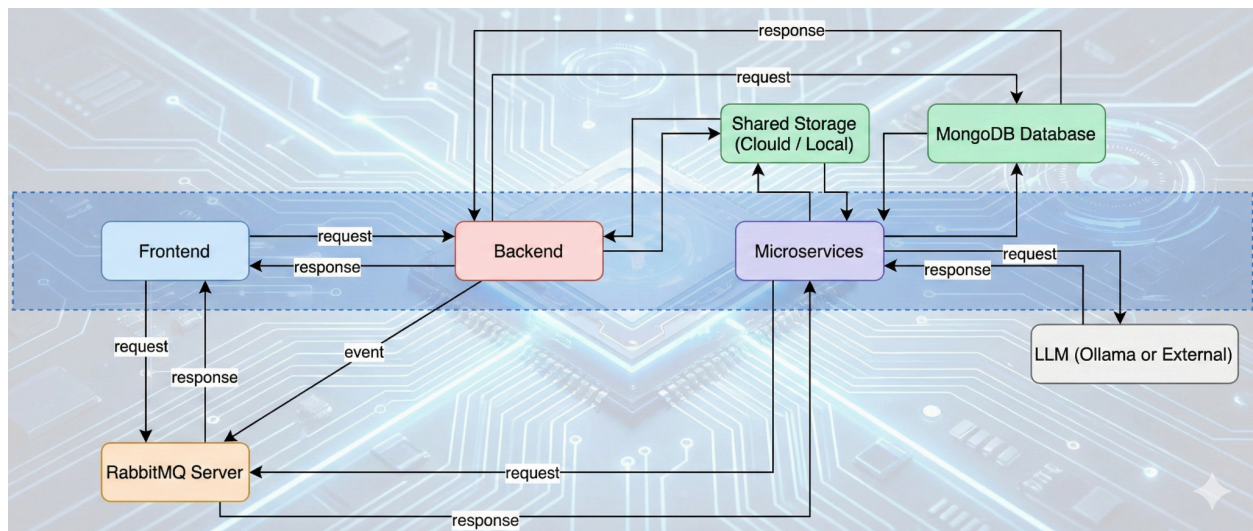 response
request
Shared Storage
(Clould / Local)
MongoDB Database
Frontend
request
response
Backend
Microservices
request
response
LLM (Ollama or External)
request
response
event
RabbitMQ Server
request
response